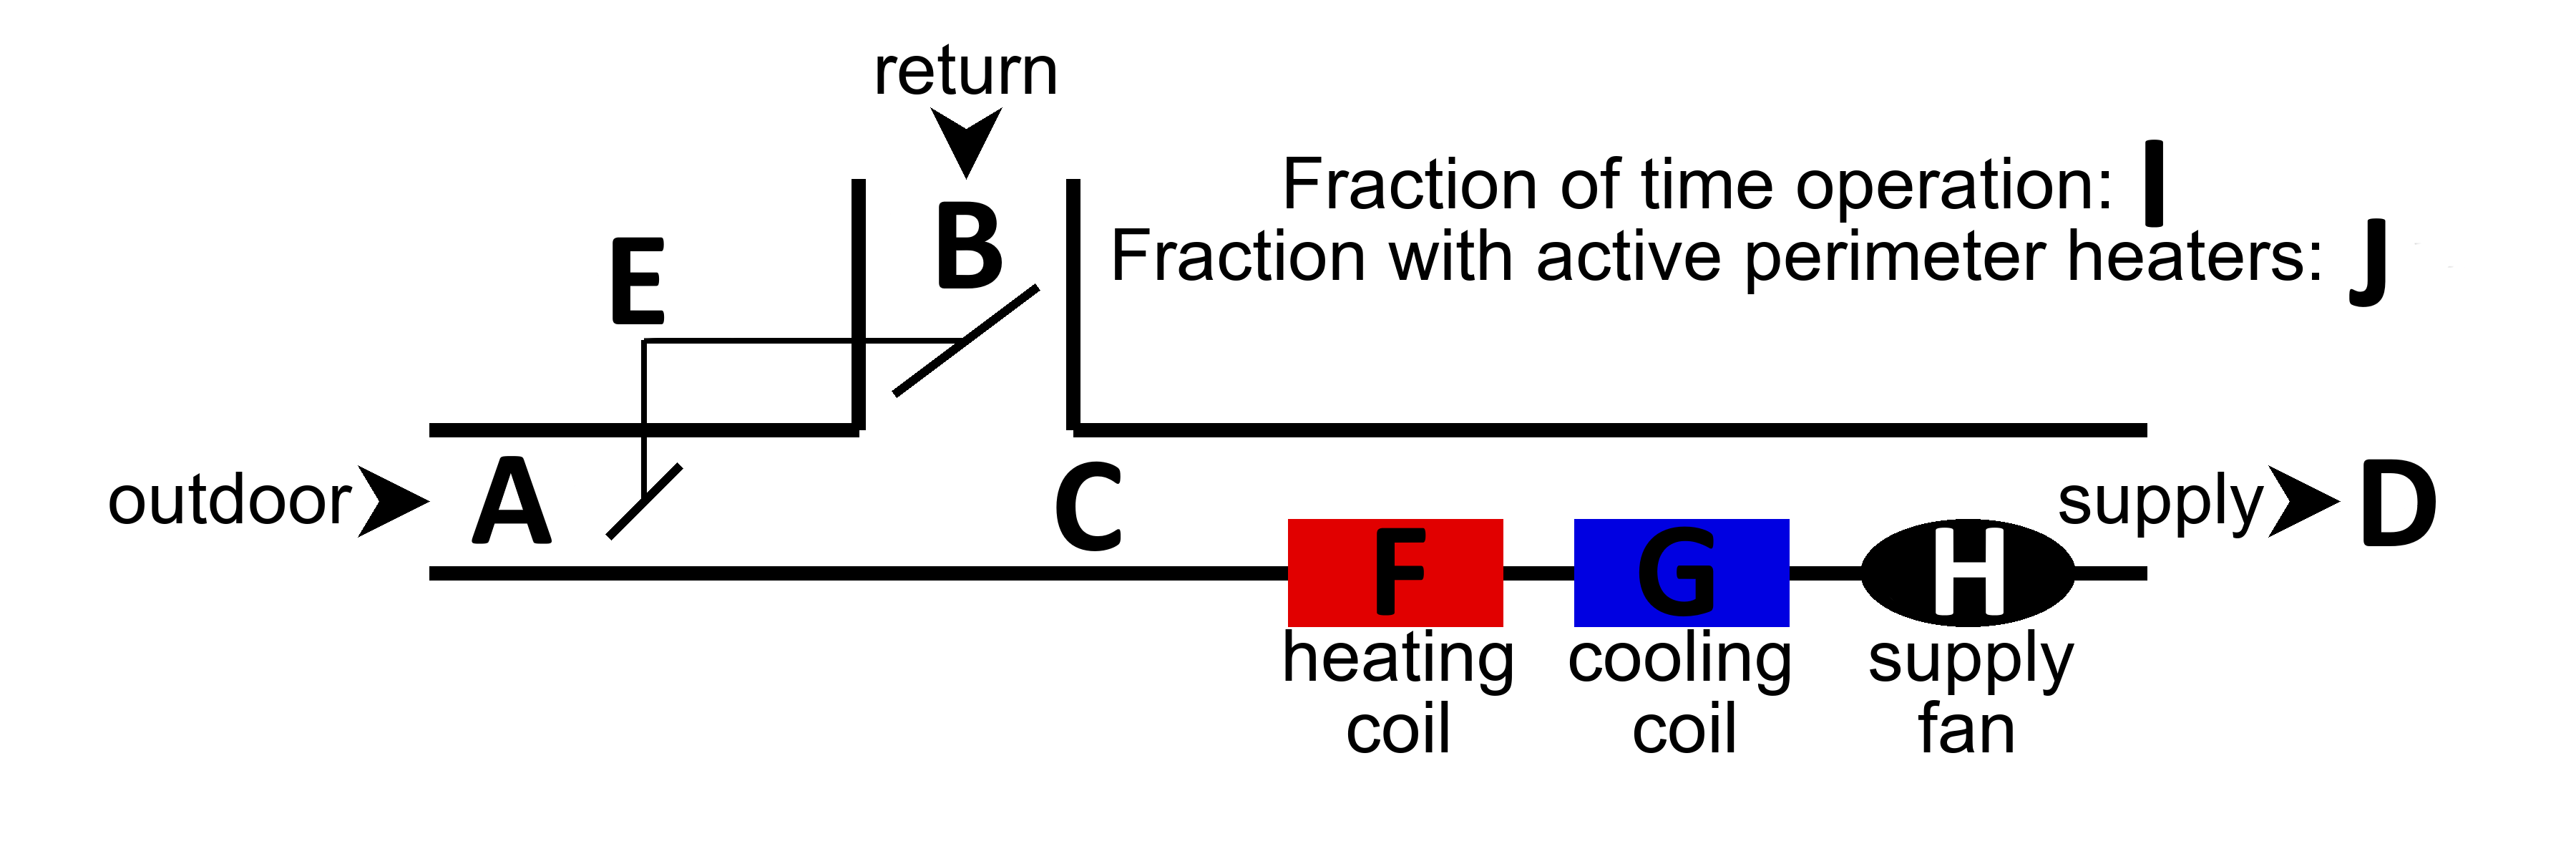 return
Fraction of time operation: I
Fraction with active perimeter heaters: J
B
E
outdoor A
C
supply D
F
G
H
heating coil
cooling coil
supply fan